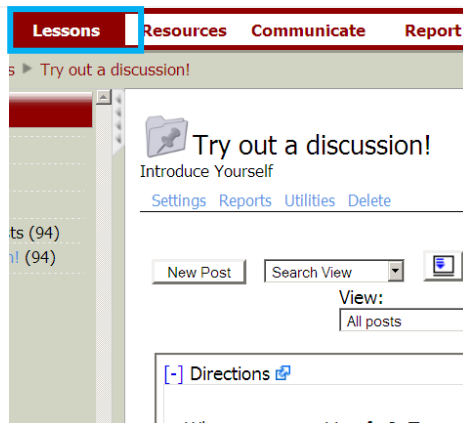 Lessons Resources Communicate Report
s ▶ Try out a discussion!
Try out a discussion!
Introduce Yourself
Settings Reports Utilities Delete
ts (94)
n! (94)
New Post Search View
View:
All posts
[-] Directions